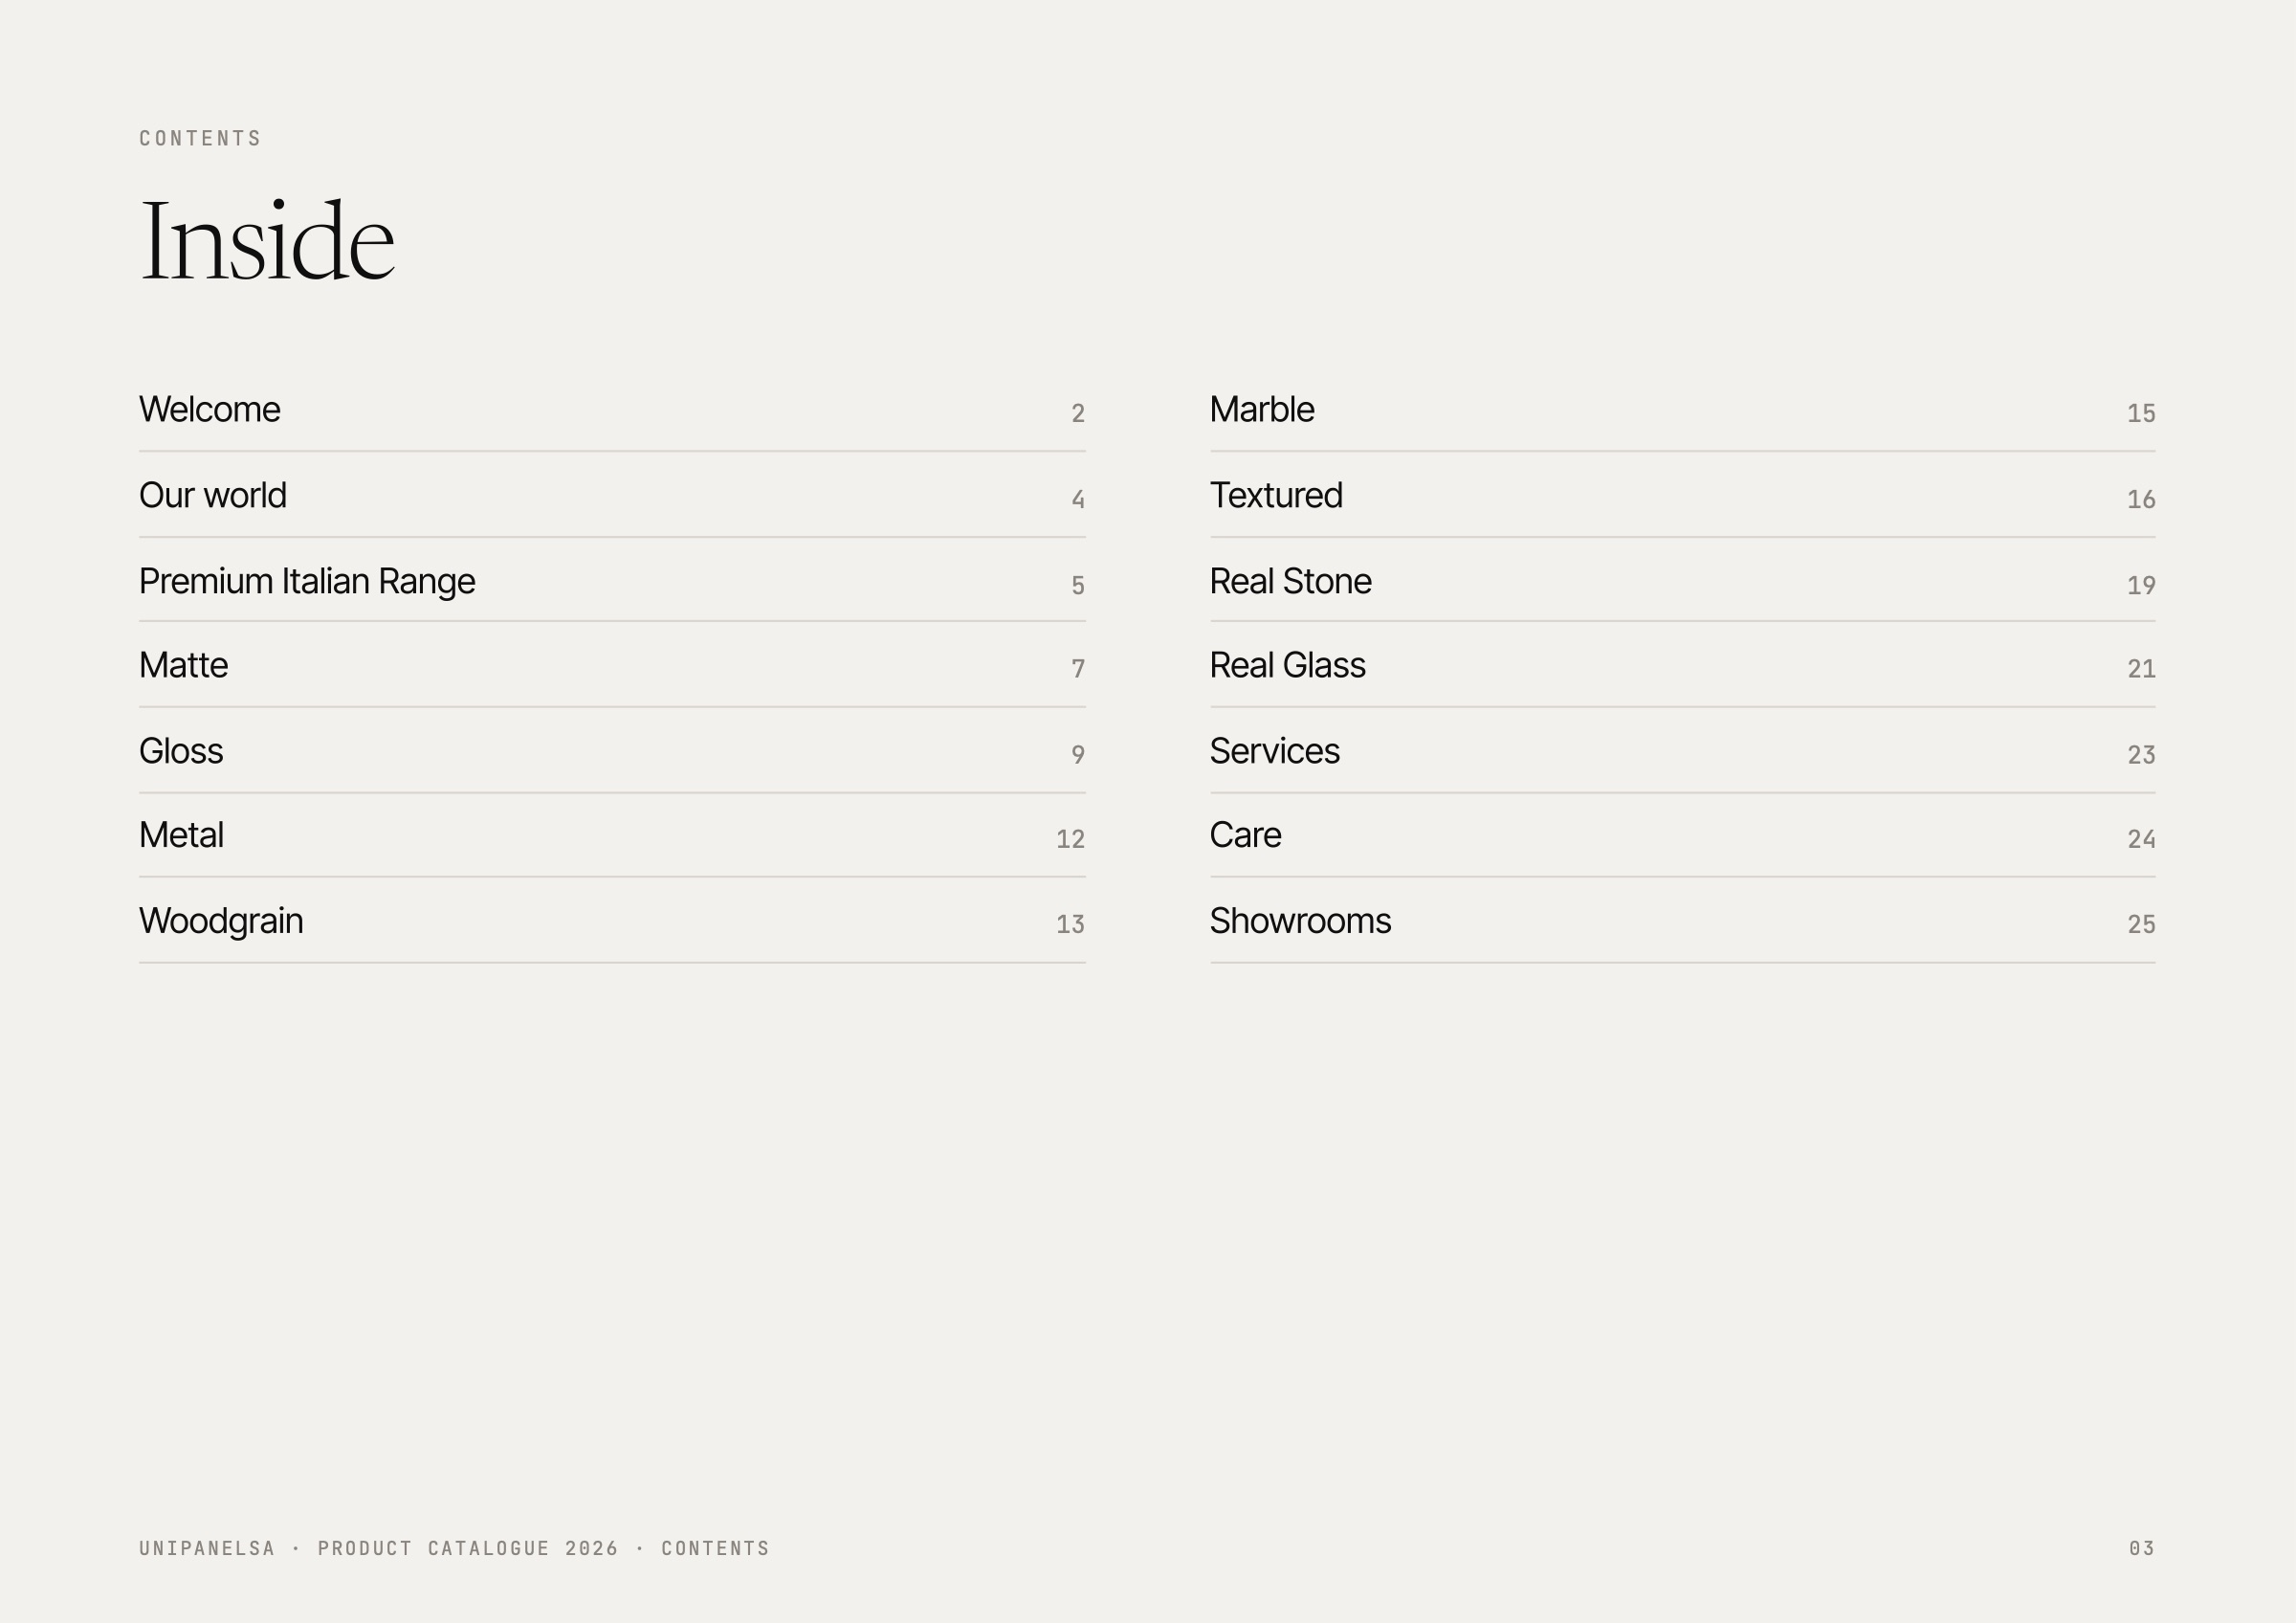 CONTENTS
Inside
Welcome 2
Our world 4
Premium Italian Range 5
Matte 7
Gloss 9
Metal 12
Woodgrain 13
Marble 15
Textured 16
Real Stone 19
Real Glass 21
Services 23
Care 24
Showrooms 25
UNIPANELSA · PRODUCT CATALOGUE 2026 · CONTENTS 03